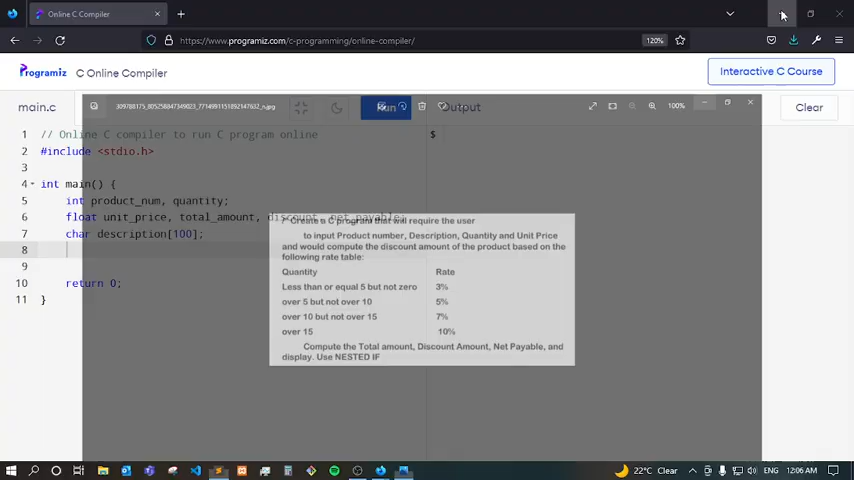 Online C Compiler
https://www.programiz.com/c-programming/online-compiler/
120%
Programiz
C Online Compiler
Interactive C Course
main.c
Run
Output
Clear
100%
1 // Online C compiler to run C program online
2 #include <stdio.h>
3
4 int main() {
5 int product_num, quantity;
6 float unit_price, total_amount, discount, net_payable;
7 char description[100];
8
9
10 return 0;
11 }
$
Create a C program that will require the user
to input Product number, Description, Quantity and Unit Price
and would compute the discount amount of the product based on the
following rate table:
Quantity Rate
Less than or equal 5 but not zero 3%
over 5 but not over 10 5%
over 10 but not over 15 7%
over 15 10%
Compute the Total amount, Discount Amount, Net Payable, and
display. Use NESTED IF
22°C Clear
ENG
12:06 AM